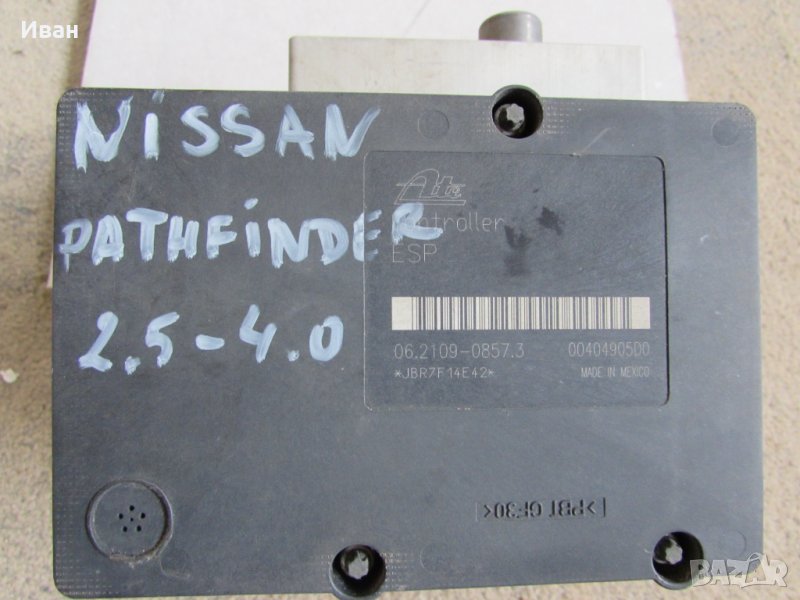 Иван
NISSAN
PATHFINDER
2.5-4.0
Ate
Controller
ESP
06.2109-0857.3 00404905D0
*JBR7F14E42* MADE IN MEXICO
>PBT GF30<
BAZAR